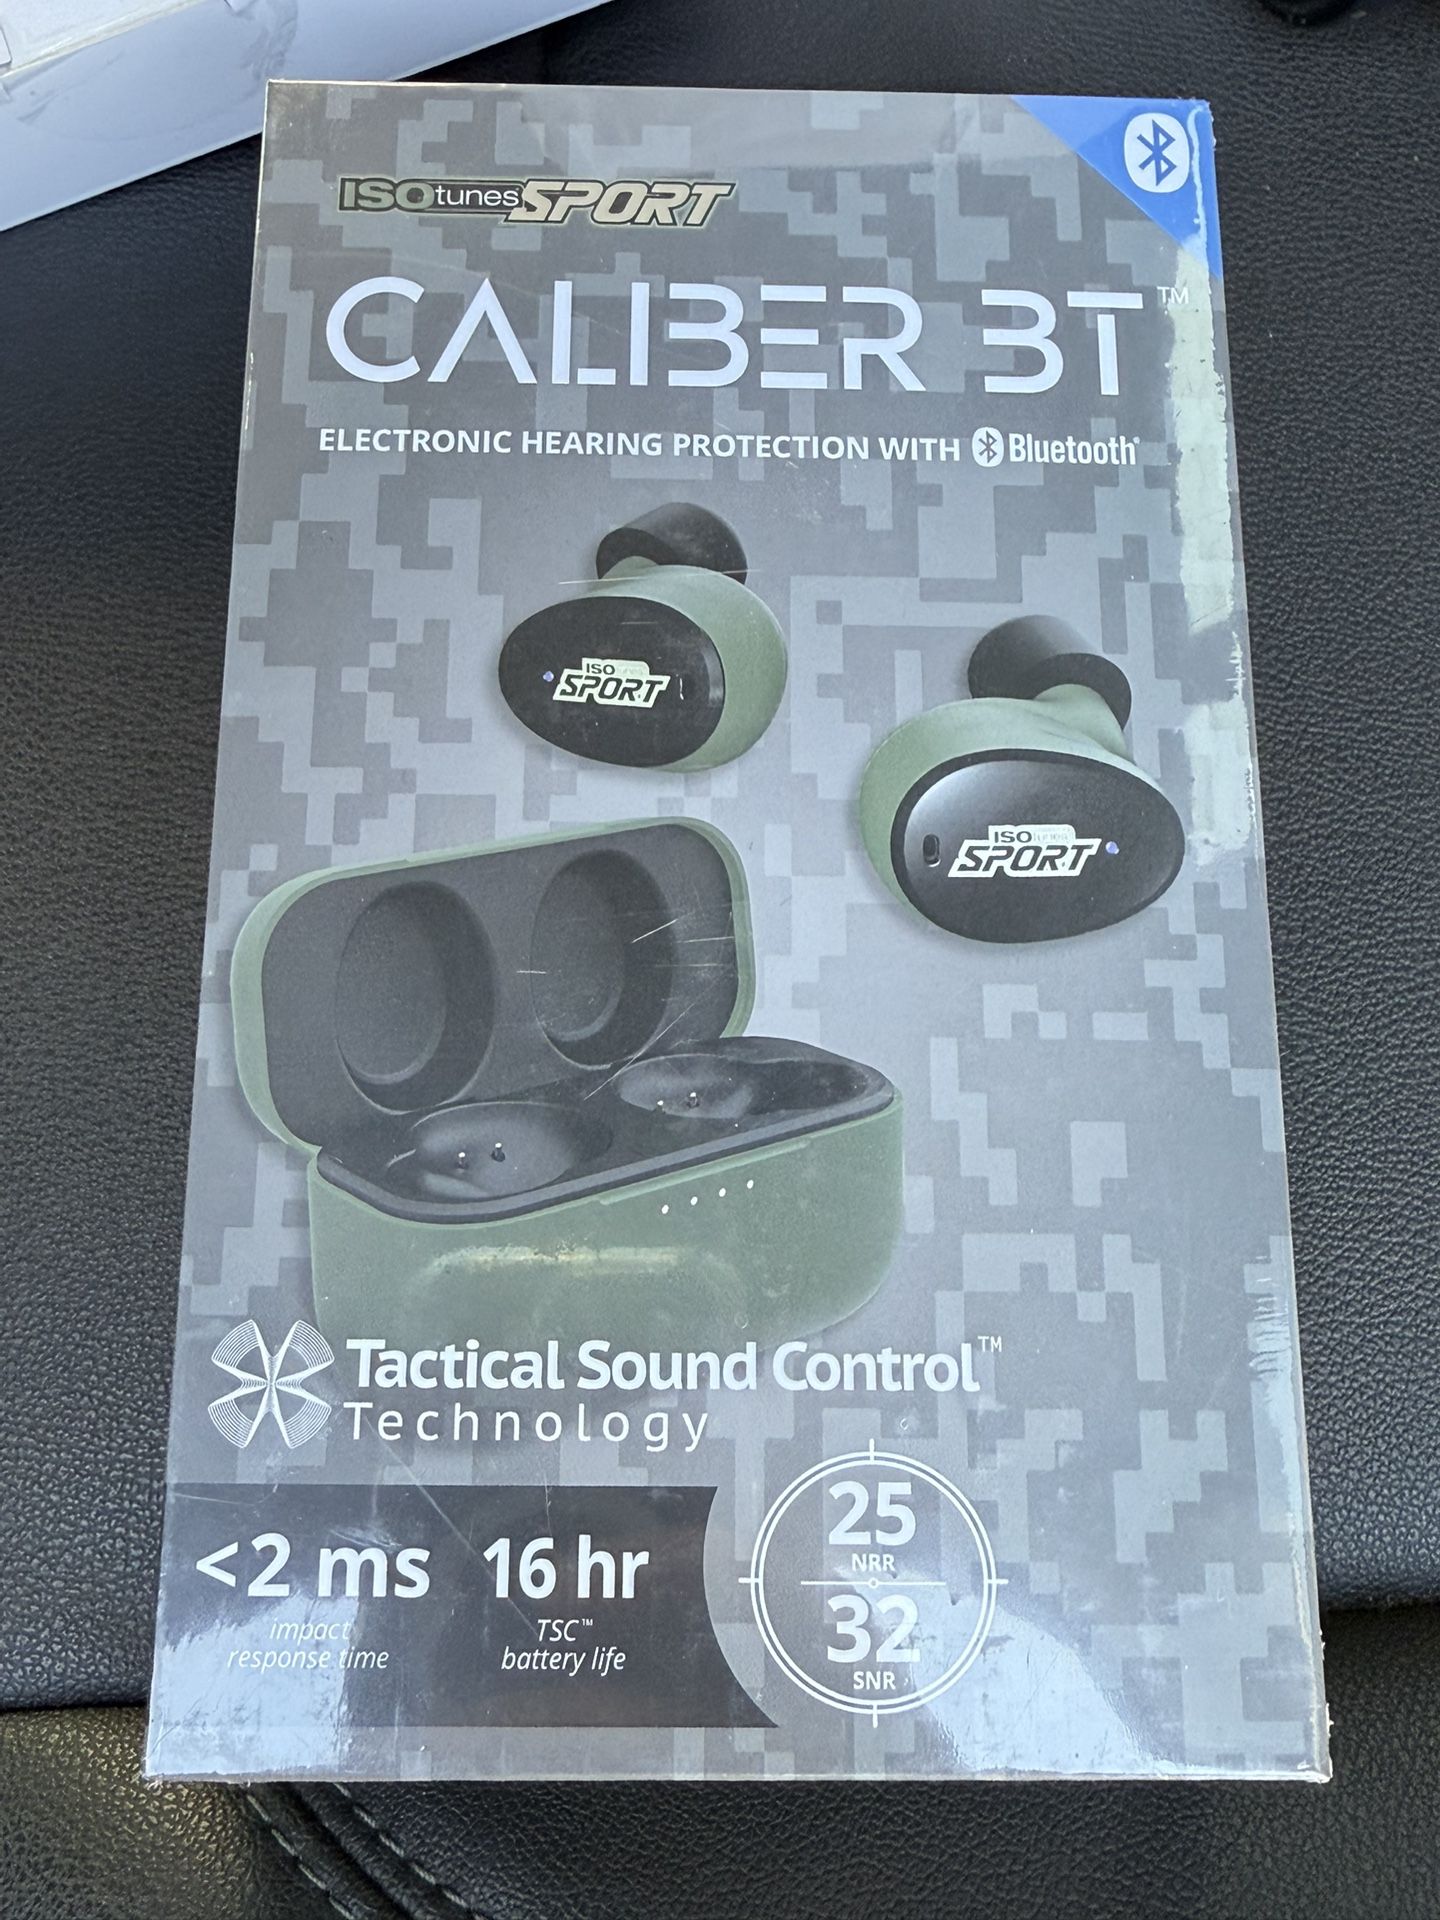 ISOtunes SPORT
CALIBER BT™
ELECTRONIC HEARING PROTECTION WITH Bluetooth®
ISO
SPORT
ISO
SPORT
Tactical Sound Control™
Technology
<2 ms
impact
response time
16 hr
TSC™
battery life
25
NRR
32
SNR